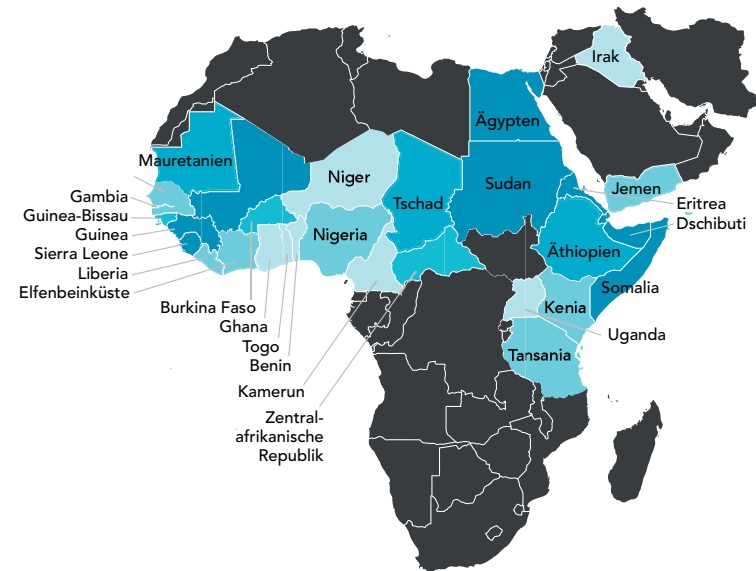 Irak
Ägypten
Mauretanien
Niger
Sudan
Jemen
Gambia
Tschad
Eritrea
Guinea-Bissau
Dschibuti
Guinea
Nigeria
Sierra Leone
Äthiopien
Liberia
Elfenbeinküste
Somalia
Burkina Faso
Kenia
Ghana
Uganda
Togo
Tansania
Benin
Kamerun
Zentral-
afrikanische
Republik